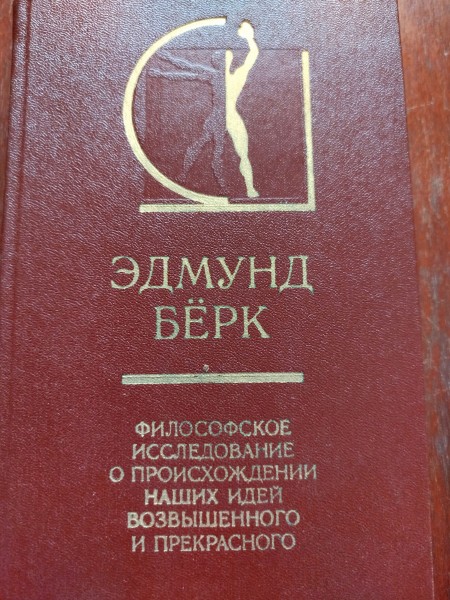 ЭДМУНД
БЁРК
ФИЛОСОФСКОЕ
ИССЛЕДОВАНИЕ
О ПРОИСХОЖДЕНИИ
НАШИХ ИДЕЙ
ВОЗВЫШЕННОГО
И ПРЕКРАСНОГО